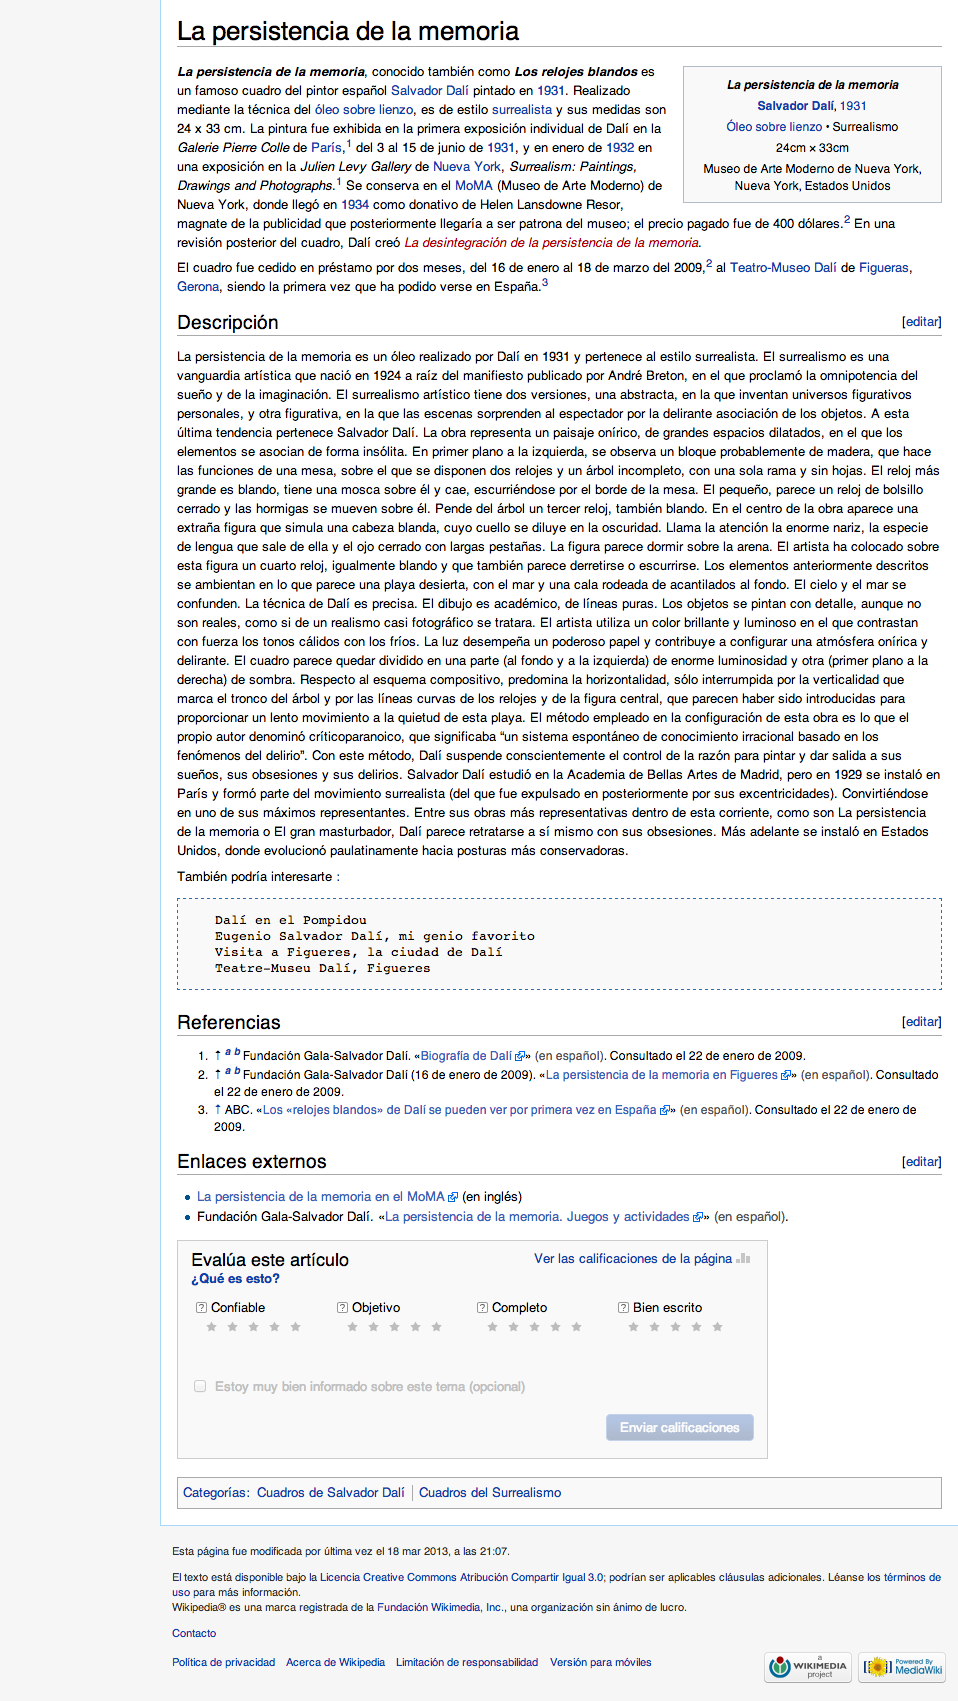 La persistencia de la memoria
La persistencia de la memoria, conocido también como Los relojes blandos es
un famoso cuadro del pintor español Salvador Dalí pintado en 1931. Realizado
mediante la técnica del óleo sobre lienzo, es de estilo surrealista y sus medidas son
24 x 33 cm. La pintura fue exhibida en la primera exposición individual de Dalí en la
Galerie Pierre Colle de París,1 del 3 al 15 de junio de 1931, y en enero de 1932 en
una exposición en la Julien Levy Gallery de Nueva York, Surrealism: Paintings,
Drawings and Photographs.1 Se conserva en el MoMA (Museo de Arte Moderno) de
Nueva York, donde llegó en 1934 como donativo de Helen Lansdowne Resor,
magnate de la publicidad que posteriormente llegaría a ser patrona del museo; el precio pagado fue de 400 dólares.2 En una
revisión posterior del cuadro, Dalí creó La desintegración de la persistencia de la memoria.
La persistencia de la memoria
Salvador Dalí, 1931
Óleo sobre lienzo • Surrealismo
24cm × 33cm
Museo de Arte Moderno de Nueva York,
Nueva York, Estados Unidos
El cuadro fue cedido en préstamo por dos meses, del 16 de enero al 18 de marzo del 2009,2 al Teatro-Museo Dalí de Figueras,
Gerona, siendo la primera vez que ha podido verse en España.3
Descripción [editar]
La persistencia de la memoria es un óleo realizado por Dalí en 1931 y pertenece al estilo surrealista. El surrealismo es una
vanguardia artística que nació en 1924 a raíz del manifiesto publicado por André Breton, en el que proclamó la omnipotencia del
sueño y de la imaginación. El surrealismo artístico tiene dos versiones, una abstracta, en la que inventan universos figurativos
personales, y otra figurativa, en la que las escenas sorprenden al espectador por la delirante asociación de los objetos. A esta
última tendencia pertenece Salvador Dalí. La obra representa un paisaje onírico, de grandes espacios dilatados, en el que los
elementos se asocian de forma insólita. En primer plano a la izquierda, se observa un bloque probablemente de madera, que hace
las funciones de una mesa, sobre el que se disponen dos relojes y un árbol incompleto, con una sola rama y sin hojas. El reloj más
grande es blando, tiene una mosca sobre él y cae, escurriéndose por el borde de la mesa. El pequeño, parece un reloj de bolsillo
cerrado y las hormigas se mueven sobre él. Pende del árbol un tercer reloj, también blando. En el centro de la obra aparece una
extraña figura que simula una cabeza blanda, cuyo cuello se diluye en la oscuridad. Llama la atención la enorme nariz, la especie
de lengua que sale de ella y el ojo cerrado con largas pestañas. La figura parece dormir sobre la arena. El artista ha colocado sobre
esta figura un cuarto reloj, igualmente blando y que también parece derretirse o escurrirse. Los elementos anteriormente descritos
se ambientan en lo que parece una playa desierta, con el mar y una cala rodeada de acantilados al fondo. El cielo y el mar se
confunden. La técnica de Dalí es precisa. El dibujo es académico, de líneas puras. Los objetos se pintan con detalle, aunque no
son reales, como si de un realismo casi fotográfico se tratara. El artista utiliza un color brillante y luminoso en el que contrastan
con fuerza los tonos cálidos con los fríos. La luz desempeña un poderoso papel y contribuye a configurar una atmósfera onírica y
delirante. El cuadro parece quedar dividido en una parte (al fondo y a la izquierda) de enorme luminosidad y otra (primer plano a la
derecha) de sombra. Respecto al esquema compositivo, predomina la horizontalidad, sólo interrumpida por la verticalidad que
marca el tronco del árbol y por las líneas curvas de los relojes y de la figura central, que parecen haber sido introducidas para
proporcionar un lento movimiento a la quietud de esta playa. El método empleado en la configuración de esta obra es lo que el
propio autor denominó críticoparanoico, que significaba “un sistema espontáneo de conocimiento irracional basado en los
fenómenos del delirio”. Con este método, Dalí suspende conscientemente el control de la razón para pintar y dar salida a sus
sueños, sus obsesiones y sus delirios. Salvador Dalí estudió en la Academia de Bellas Artes de Madrid, pero en 1929 se instaló en
París y formó parte del movimiento surrealista (del que fue expulsado en posteriormente por sus excentricidades). Convirtiéndose
en uno de sus máximos representantes. Entre sus obras más representativas dentro de esta corriente, como son La persistencia
de la memoria o El gran masturbador, Dalí parece retratarse a sí mismo con sus obsesiones. Más adelante se instaló en Estados
Unidos, donde evolucionó paulatinamente hacia posturas más conservadoras.
También podría interesarte :
Dalí en el Pompidou
Eugenio Salvador Dalí, mi genio favorito
Visita a Figueres, la ciudad de Dalí
Teatre-Museu Dalí, Figueres
Referencias [editar]
1. ↑ a b Fundación Gala-Salvador Dalí. «Biografía de Dalí» (en español). Consultado el 22 de enero de 2009.
2. ↑ a b Fundación Gala-Salvador Dalí (16 de enero de 2009). «La persistencia de la memoria en Figueres» (en español). Consultado
el 22 de enero de 2009.
3. ↑ ABC. «Los «relojes blandos» de Dalí se pueden ver por primera vez en España» (en español). Consultado el 22 de enero de
2009.
Enlaces externos [editar]
• La persistencia de la memoria en el MoMA (en inglés)
• Fundación Gala-Salvador Dalí. «La persistencia de la memoria. Juegos y actividades» (en español).
Evalúa este artículo Ver las calificaciones de la página
¿Qué es esto?
? Confiable ? Objetivo ? Completo ? Bien escrito
Estoy muy bien informado sobre este tema (opcional)
Enviar calificaciones
Categorías: Cuadros de Salvador Dalí | Cuadros del Surrealismo
Esta página fue modificada por última vez el 18 mar 2013, a las 21:07.
El texto está disponible bajo la Licencia Creative Commons Atribución Compartir Igual 3.0; podrían ser aplicables cláusulas adicionales. Léanse los términos de
uso para más información.
Wikipedia® es una marca registrada de la Fundación Wikimedia, Inc., una organización sin ánimo de lucro.
Contacto
Política de privacidad Acerca de Wikipedia Limitación de responsabilidad Versión para móviles
a WIKIMEDIA project
Powered By MediaWiki